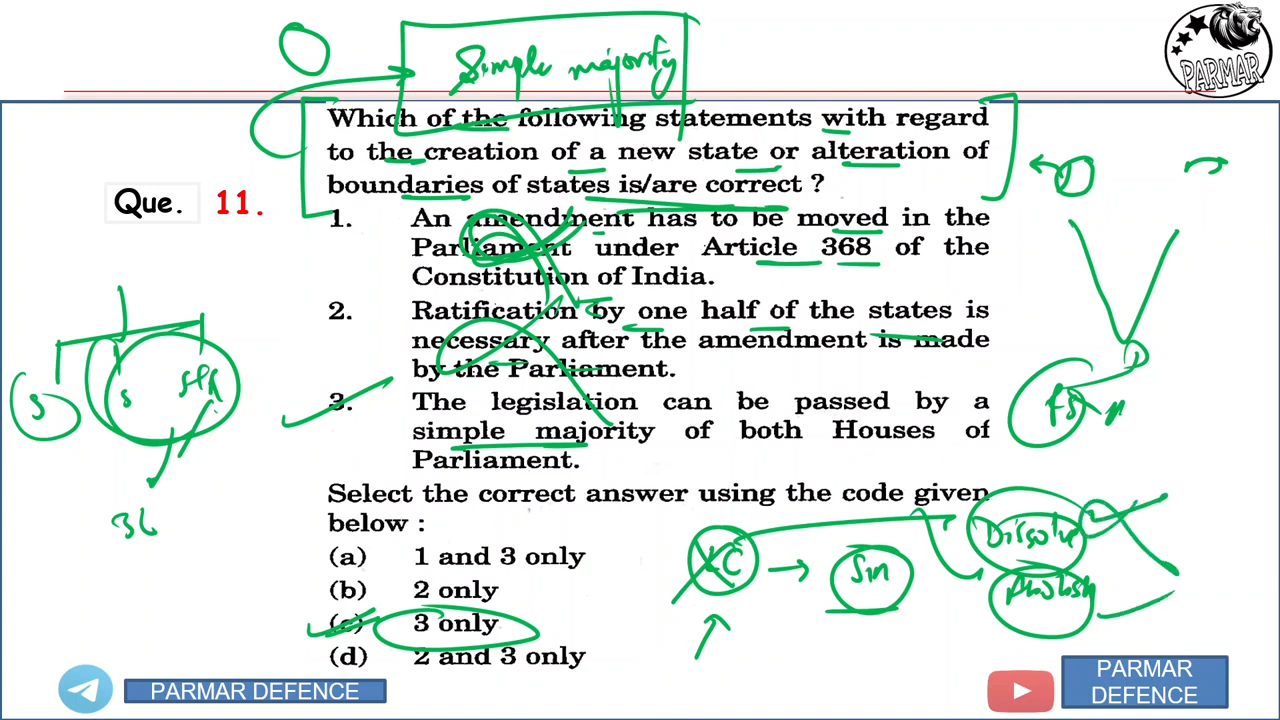 Simple majority
PARMAR
Which of the following statements with regard
to the creation of a new state or alteration of
boundaries of states is/are correct ?
Que. 11.
1. An amendment has to be moved in the
Parliament under Article 368 of the
Constitution of India.
2. Ratification by one half of the states is
necessary after the amendment is made
by the Parliament.
3. The legislation can be passed by a
simple majority of both Houses of
Parliament.
Select the correct answer using the code given
below :
(a) 1 and 3 only
(b) 2 only
(c) 3 only
(d) 2 and 3 only
S
S
36
LC
Sm
Dissolve
Abolish
PARMAR DEFENCE
PARMAR
DEFENCE